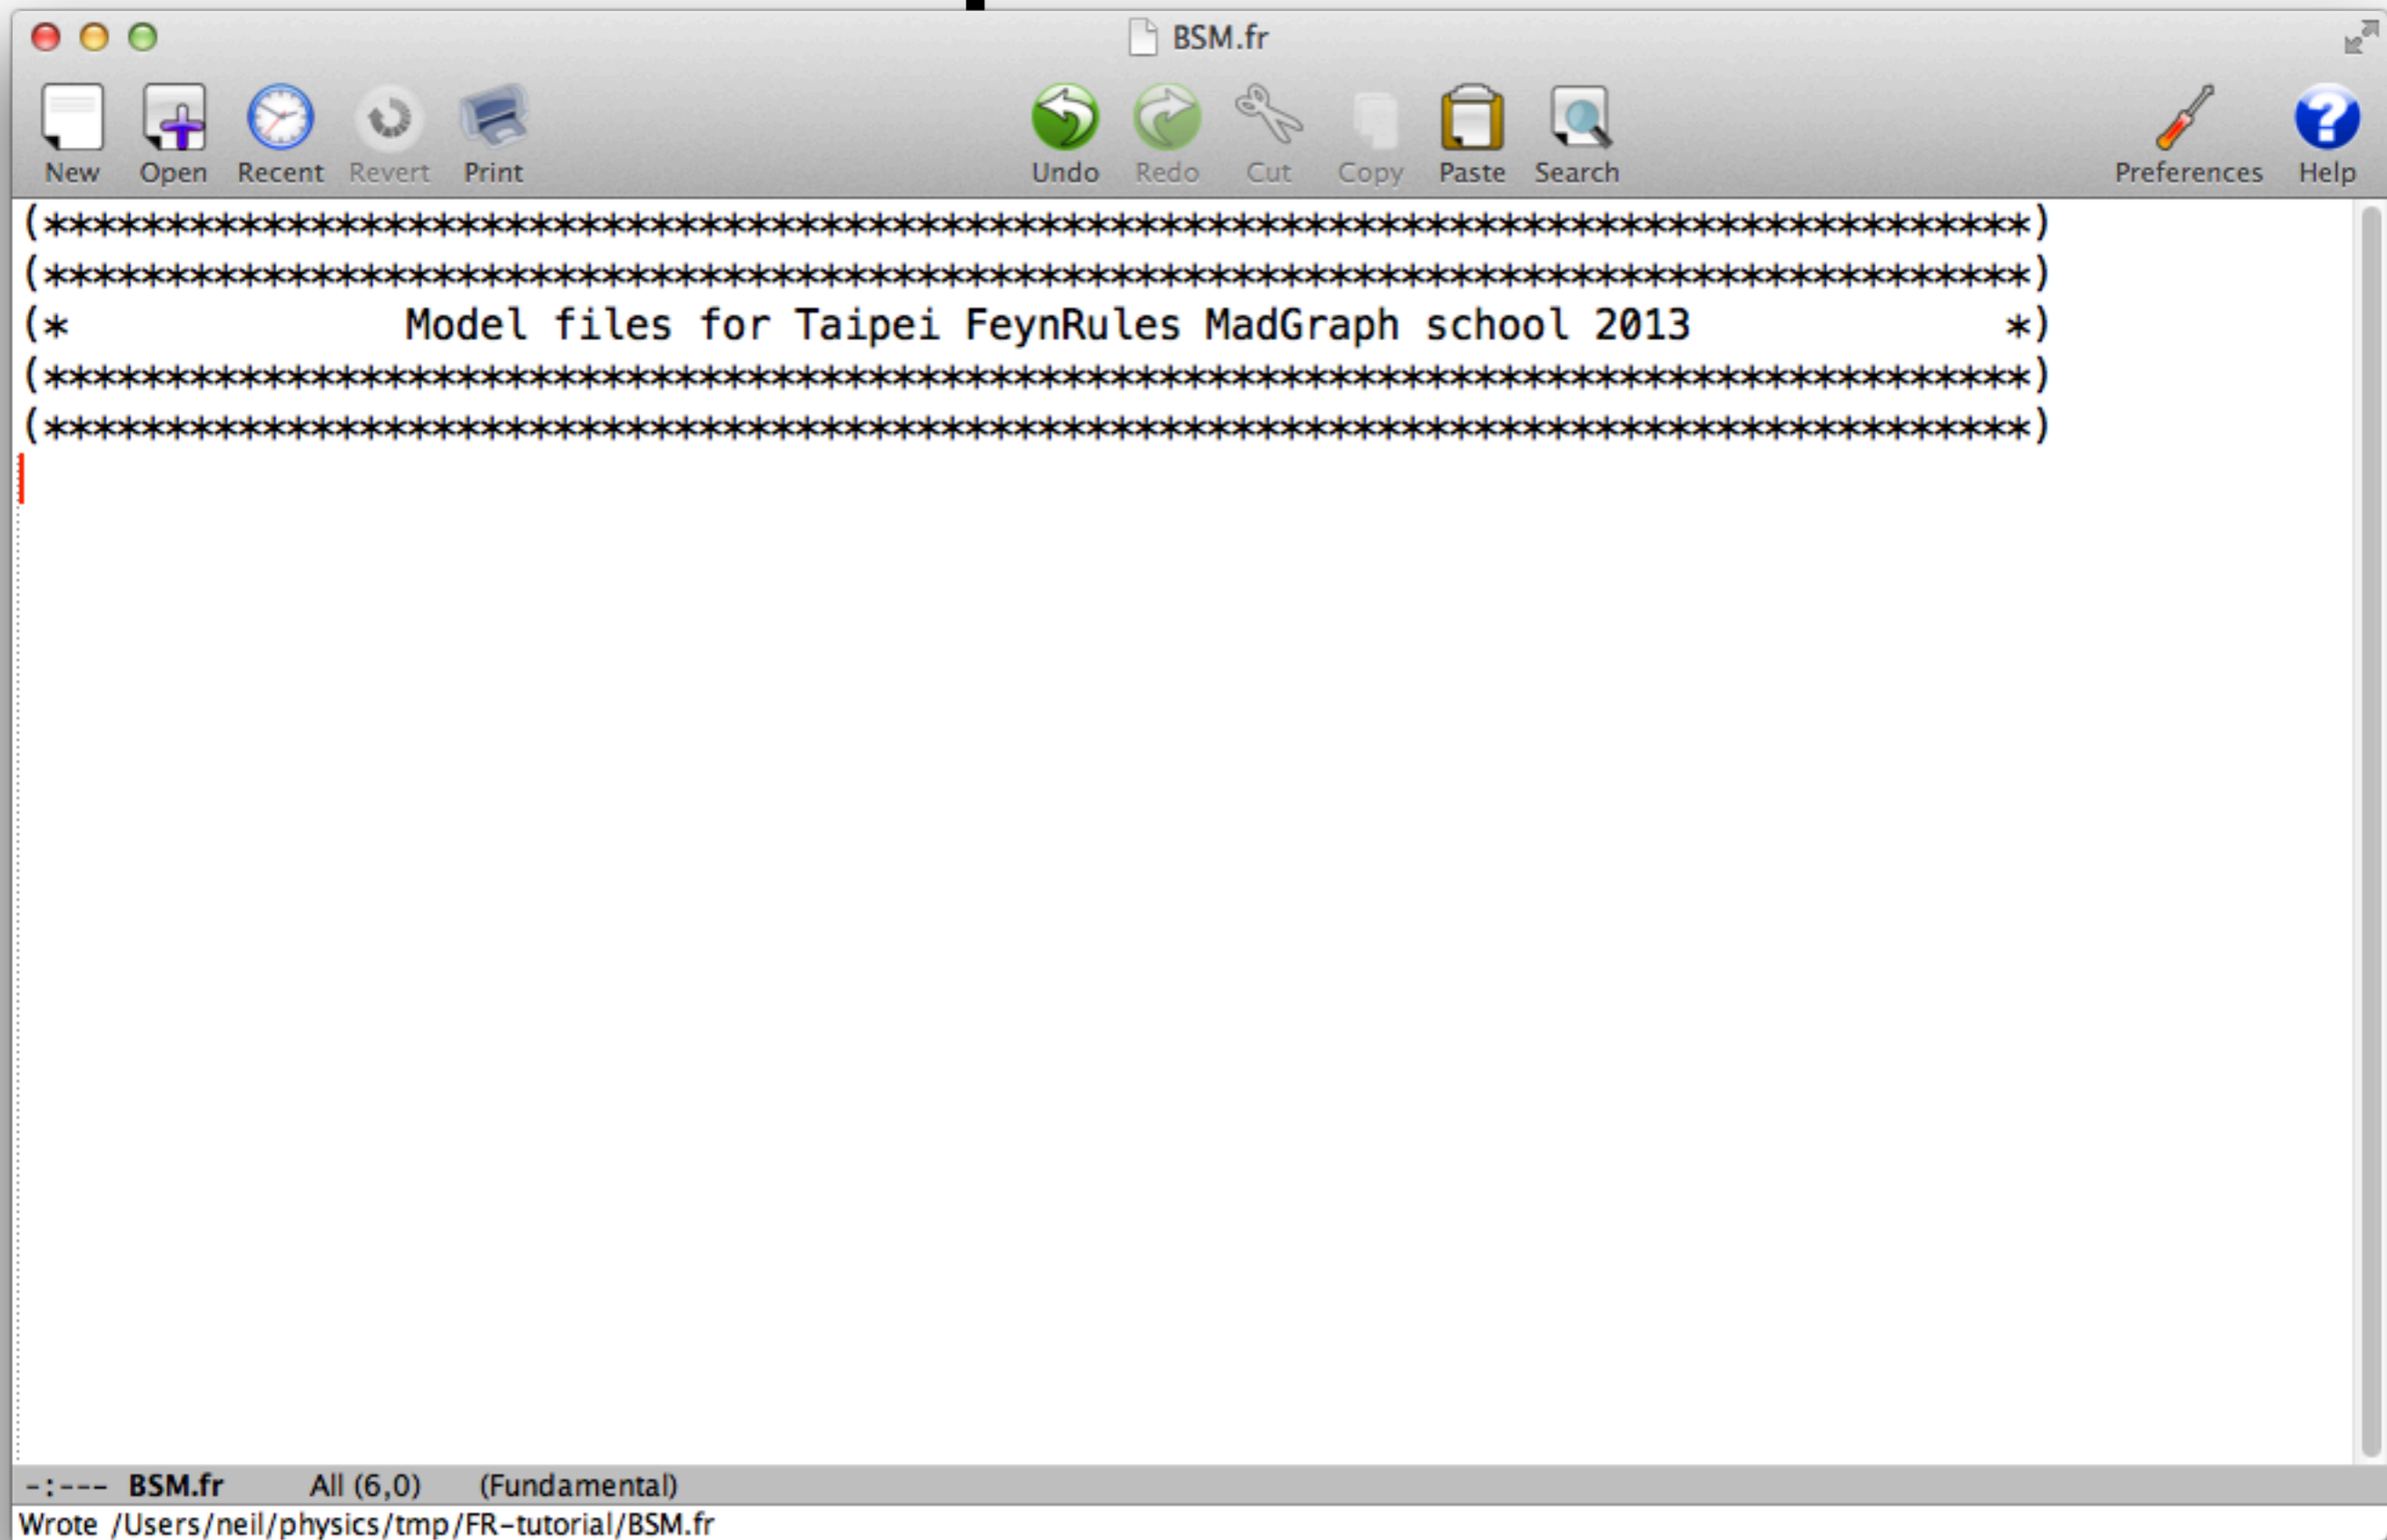 BSM.fr
New Open Recent Revert Print Undo Redo Cut Copy Paste Search Preferences Help
(*********************************************************************************)
(*********************************************************************************)
(*              Model files for Taipei FeynRules MadGraph school 2013             *)
(*********************************************************************************)
(*********************************************************************************)
-:--- BSM.fr All (6,0) (Fundamental)
Wrote /Users/neil/physics/tmp/FR-tutorial/BSM.fr